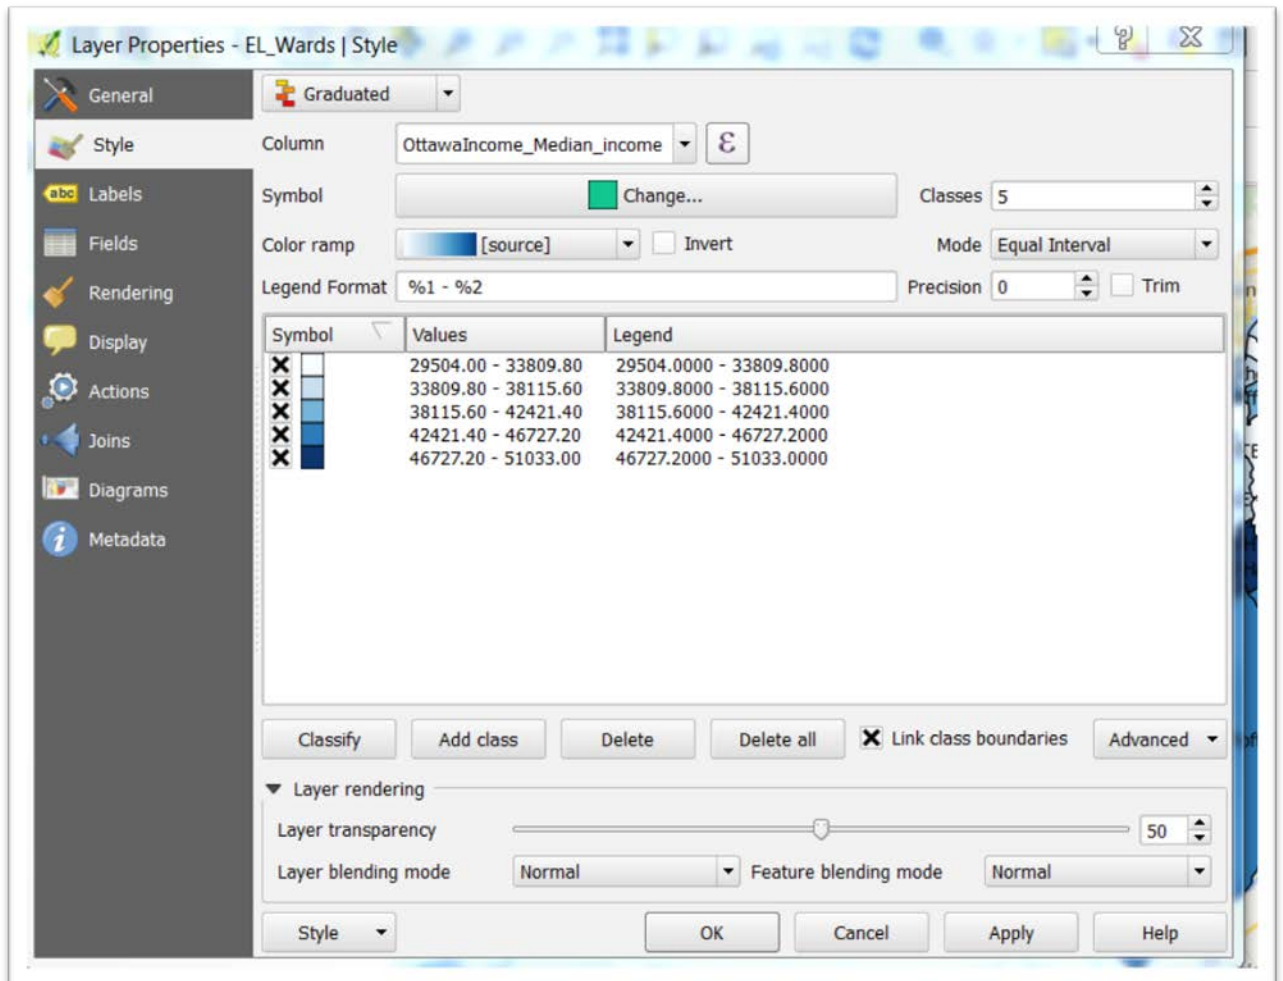 Layer Properties - EL_Wards | Style
General
Style
abc Labels
Fields
Rendering
Display
Actions
Joins
Diagrams
Metadata
Graduated
Column OttawaIncome_Median_income ε
Symbol Change... Classes 5
Color ramp [source] Invert Mode Equal Interval
Legend Format %1 - %2 Precision 0 Trim
Symbol Values Legend
29504.00 - 33809.80 29504.0000 - 33809.8000
33809.80 - 38115.60 33809.8000 - 38115.6000
38115.60 - 42421.40 38115.6000 - 42421.4000
42421.40 - 46727.20 42421.4000 - 46727.2000
46727.20 - 51033.00 46727.2000 - 51033.0000
Classify Add class Delete Delete all Link class boundaries Advanced
Layer rendering
Layer transparency 50
Layer blending mode Normal Feature blending mode Normal
Style OK Cancel Apply Help